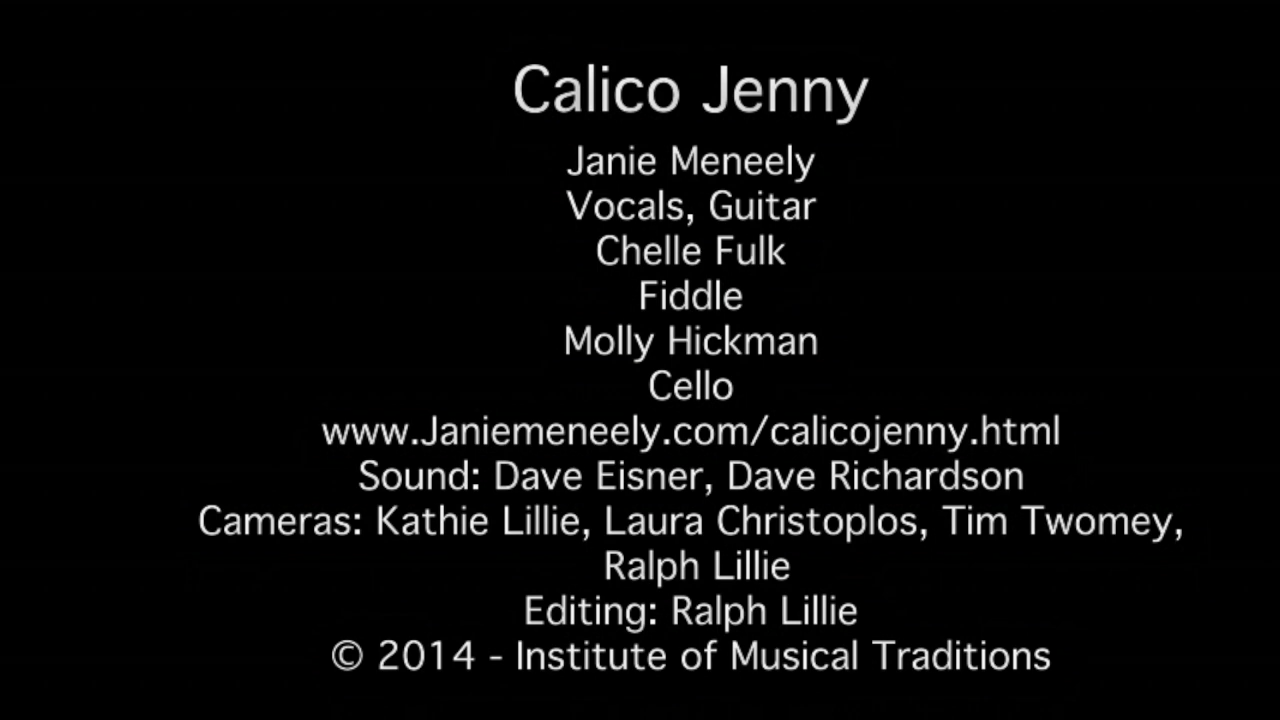 Calico Jenny
Janie Meneely
Vocals, Guitar
Chelle Fulk
Fiddle
Molly Hickman
Cello
www.Janiemeneely.com/calicojenny.html
Sound: Dave Eisner, Dave Richardson
Cameras: Kathie Lillie, Laura Christoplos, Tim Twomey,
Ralph Lillie
Editing: Ralph Lillie
© 2014 - Institute of Musical Traditions